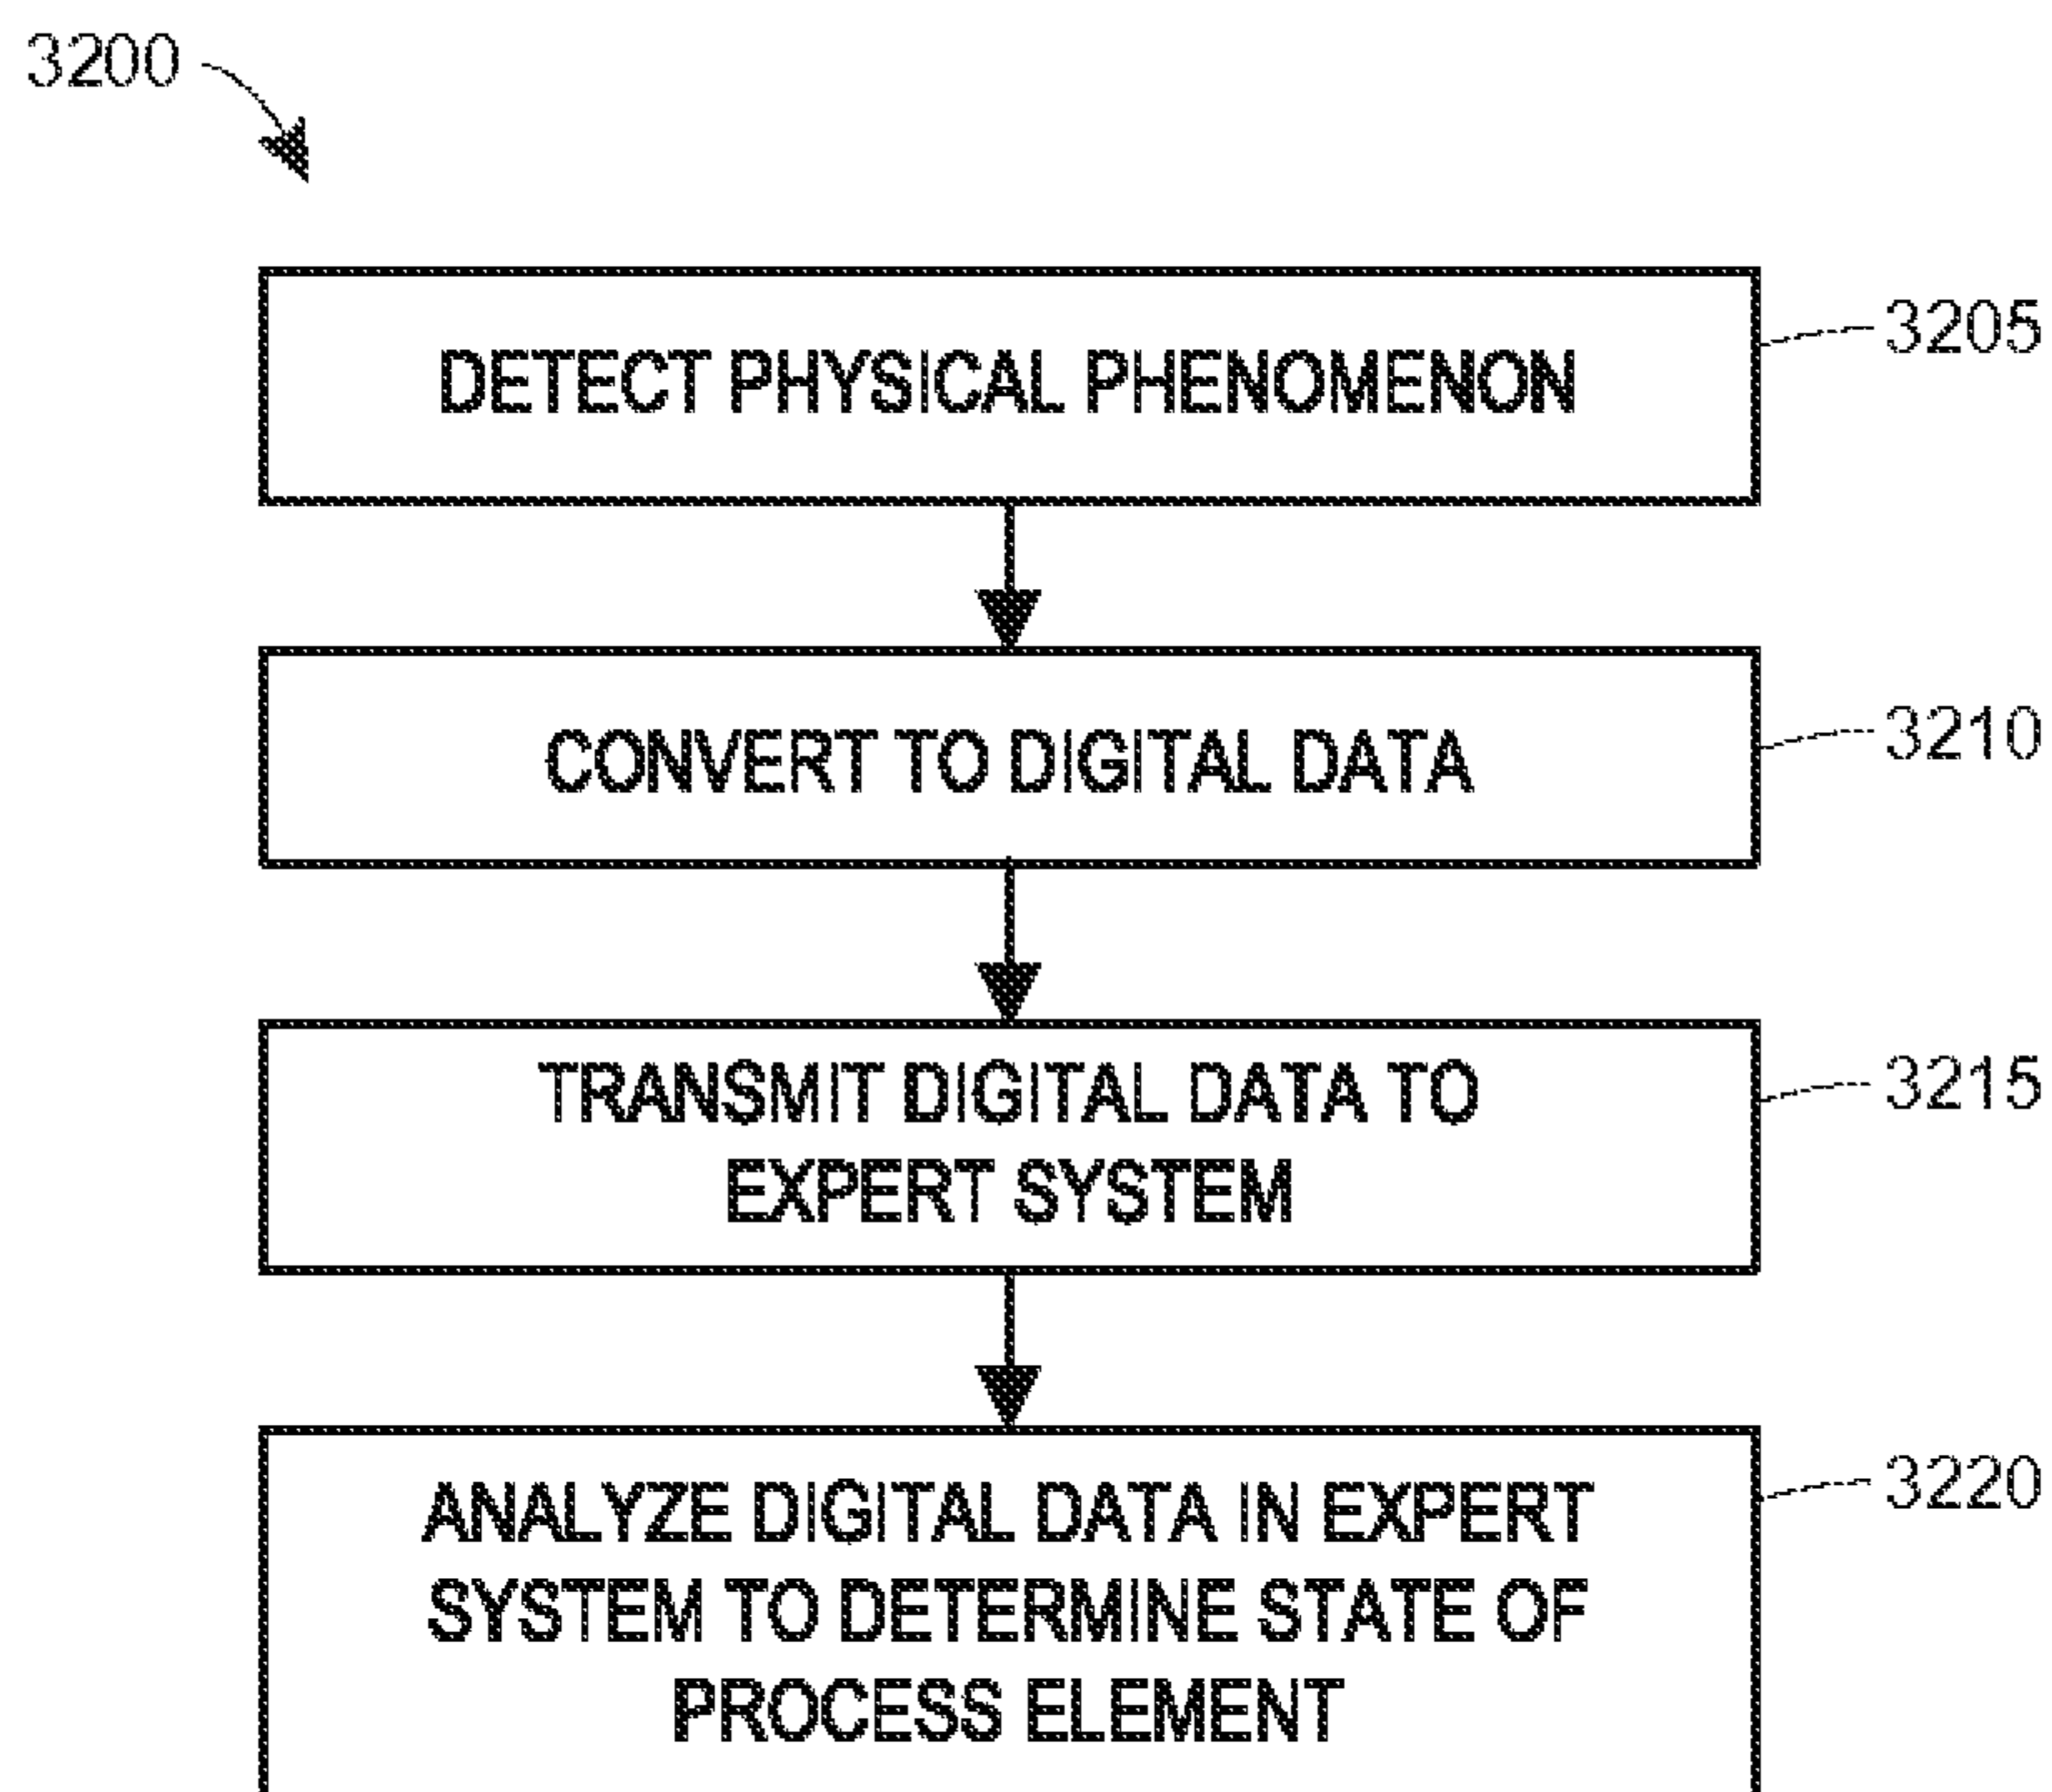 3200
DETECT PHYSICAL PHENOMENON
3205
CONVERT TO DIGITAL DATA
3210
TRANSMIT DIGITAL DATA TO
EXPERT SYSTEM
3215
ANALYZE DIGITAL DATA IN EXPERT
SYSTEM TO DETERMINE STATE OF
PROCESS ELEMENT
3220